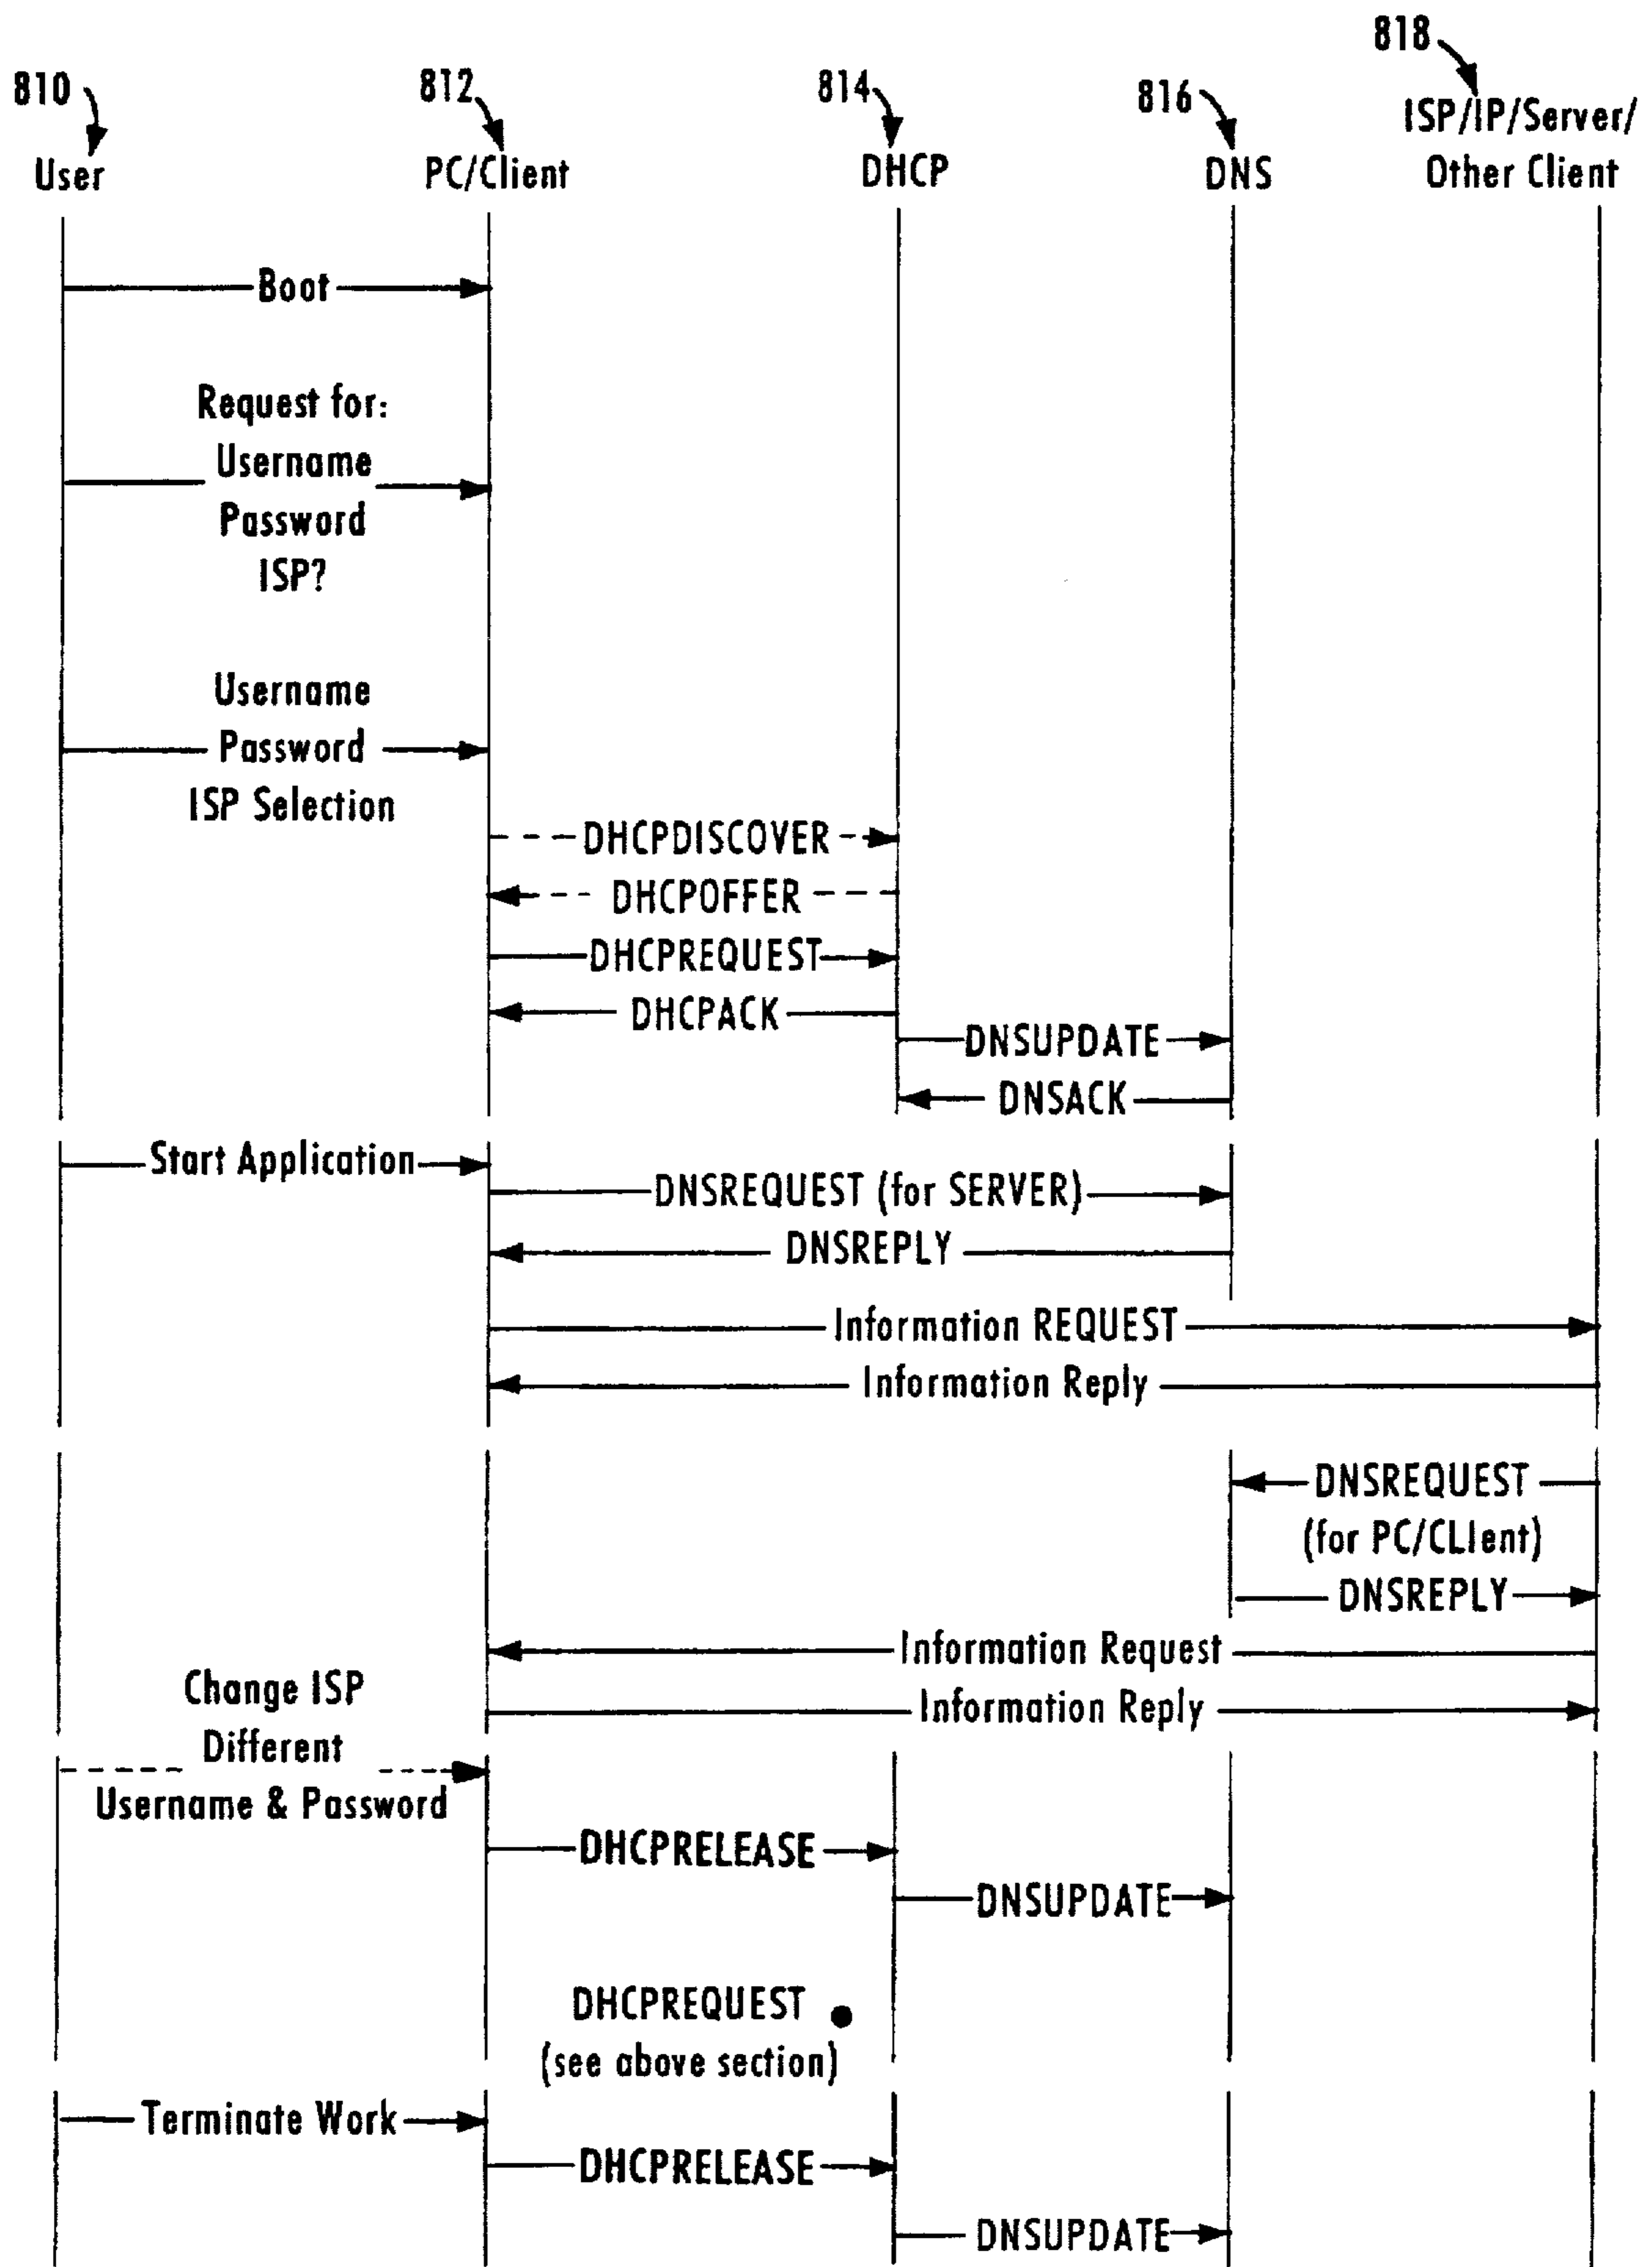 818
810
812
814
816
ISP/IP/Server/
Other Client
User
PC/Client
DHCP
DNS
Boot
Request for:
Username
Password
ISP?
Username
Password
ISP Selection
DHCPDISCOVER
DHCPOFFER
DHCPREQUEST
DHCPACK
DNSUPDATE
DNSACK
Start Application
DNSREQUEST (for SERVER)
DNSREPLY
Information REQUEST
Information Reply
DNSREQUEST
(for PC/CLIent)
DNSREPLY
Information Request
Information Reply
Change ISP
Different
Username & Password
DHCPRELEASE
DNSUPDATE
DHCPREQUEST
(see above section)
Terminate Work
DHCPRELEASE
DNSUPDATE